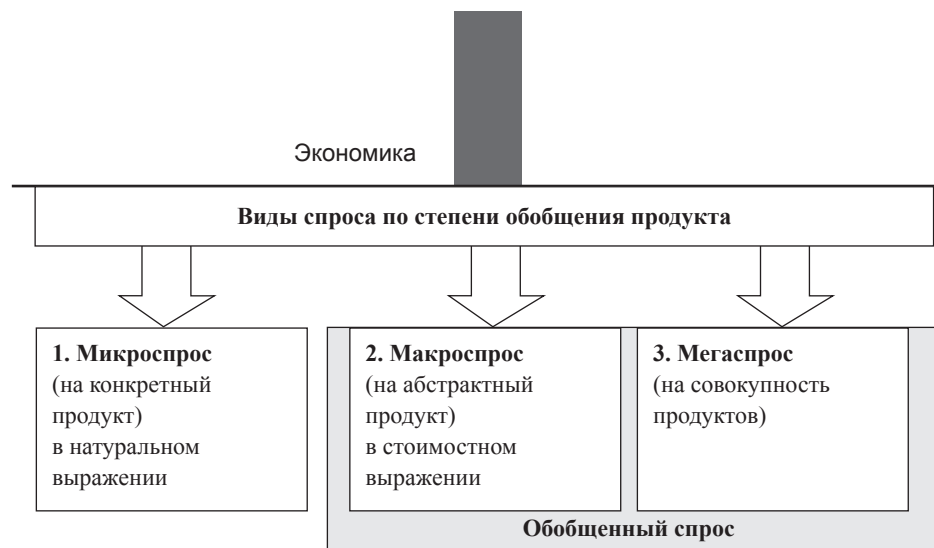 Экономика
Виды спроса по степени обобщения продукта
1. Микроспрос
(на конкретный
продукт)
в натуральном
выражении
2. Макроспрос
(на абстрактный
продукт)
в стоимостном
выражении
3. Мегаспрос
(на совокупность
продуктов)
Обобщенный спрос